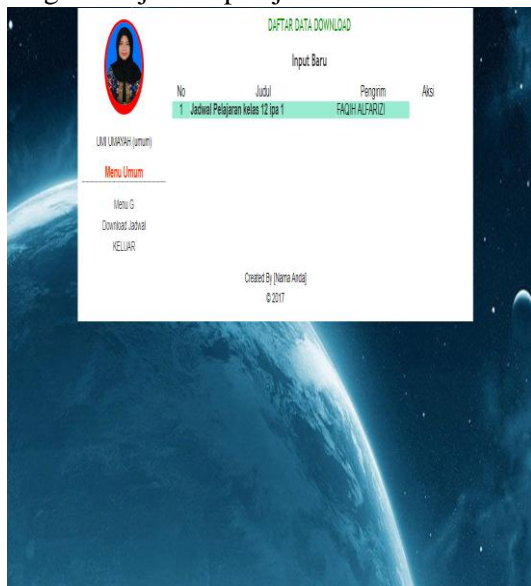 DAFTAR DATA DOWNLOAD
Input Baru
No Judul Pengirim Aksi
1 Jadwal Pelajaran kelas 12 ipa 1 FAQIH ALFARIZI
UMI UMAYAH (umum)
Menu Umum
Menu G
Download Jadwal
KELUAR
Created By [Nama Anda]
© 2017